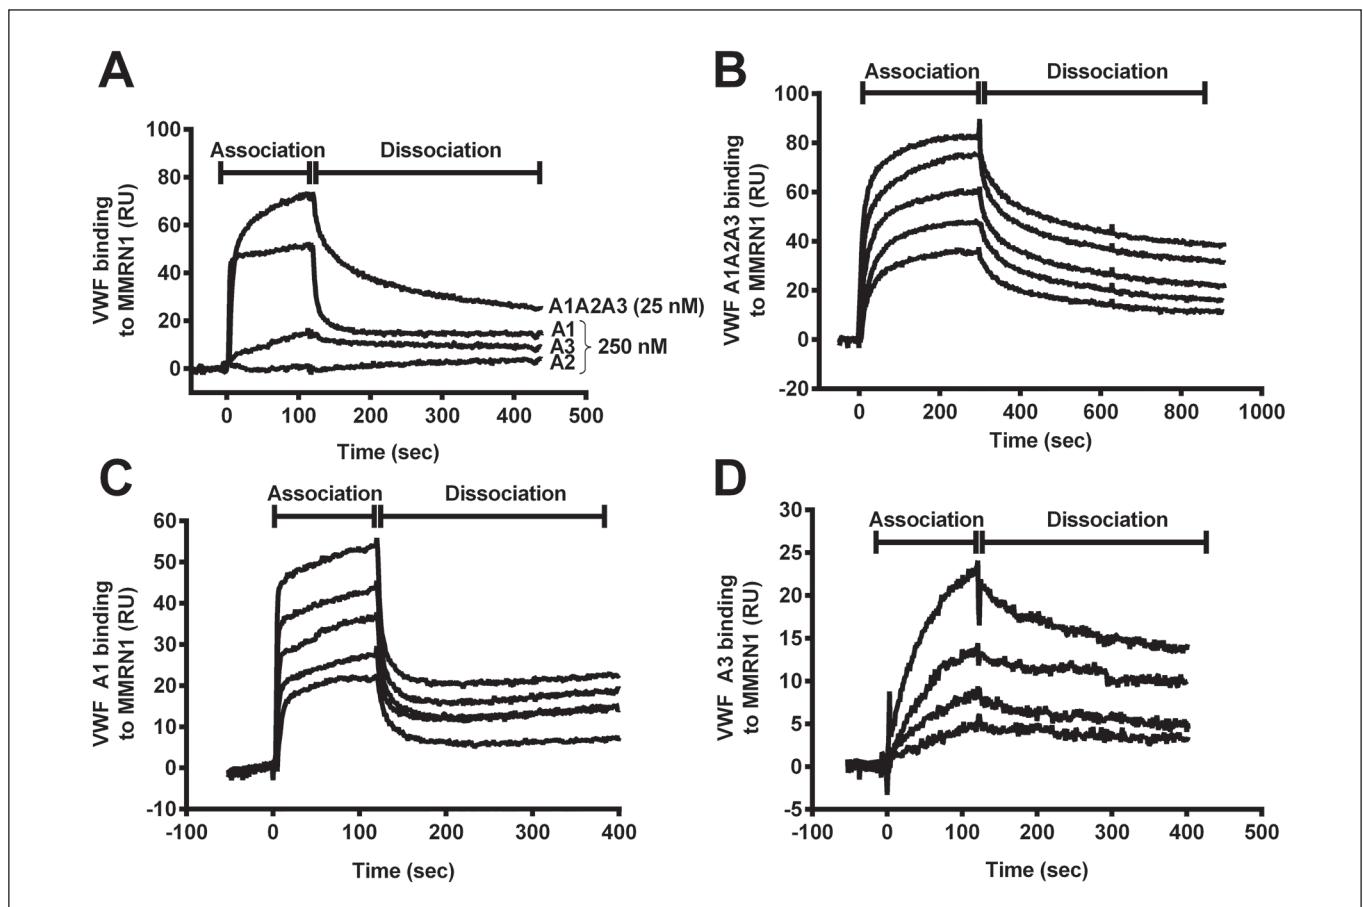 A
Association
Dissociation
VWF binding
to MMRN1 (RU)
100
80
60
40
20
0
A1A2A3 (25 nM)
A1
A3
A2
250 nM
0
100
200
300
400
500
Time (sec)
B
Association
Dissociation
VWF A1A2A3 binding
to MMRN1 (RU)
100
80
60
40
20
0
-20
0
200
400
600
800
1000
Time (sec)
C
Association
Dissociation
VWF A1 binding
to MMRN1 (RU)
60
50
40
30
20
10
0
-10
-100
0
100
200
300
400
Time (sec)
D
Association
Dissociation
VWF A3 binding
to MMRN1 (RU)
30
25
20
15
10
5
0
-5
-100
0
100
200
300
400
500
Time (sec)